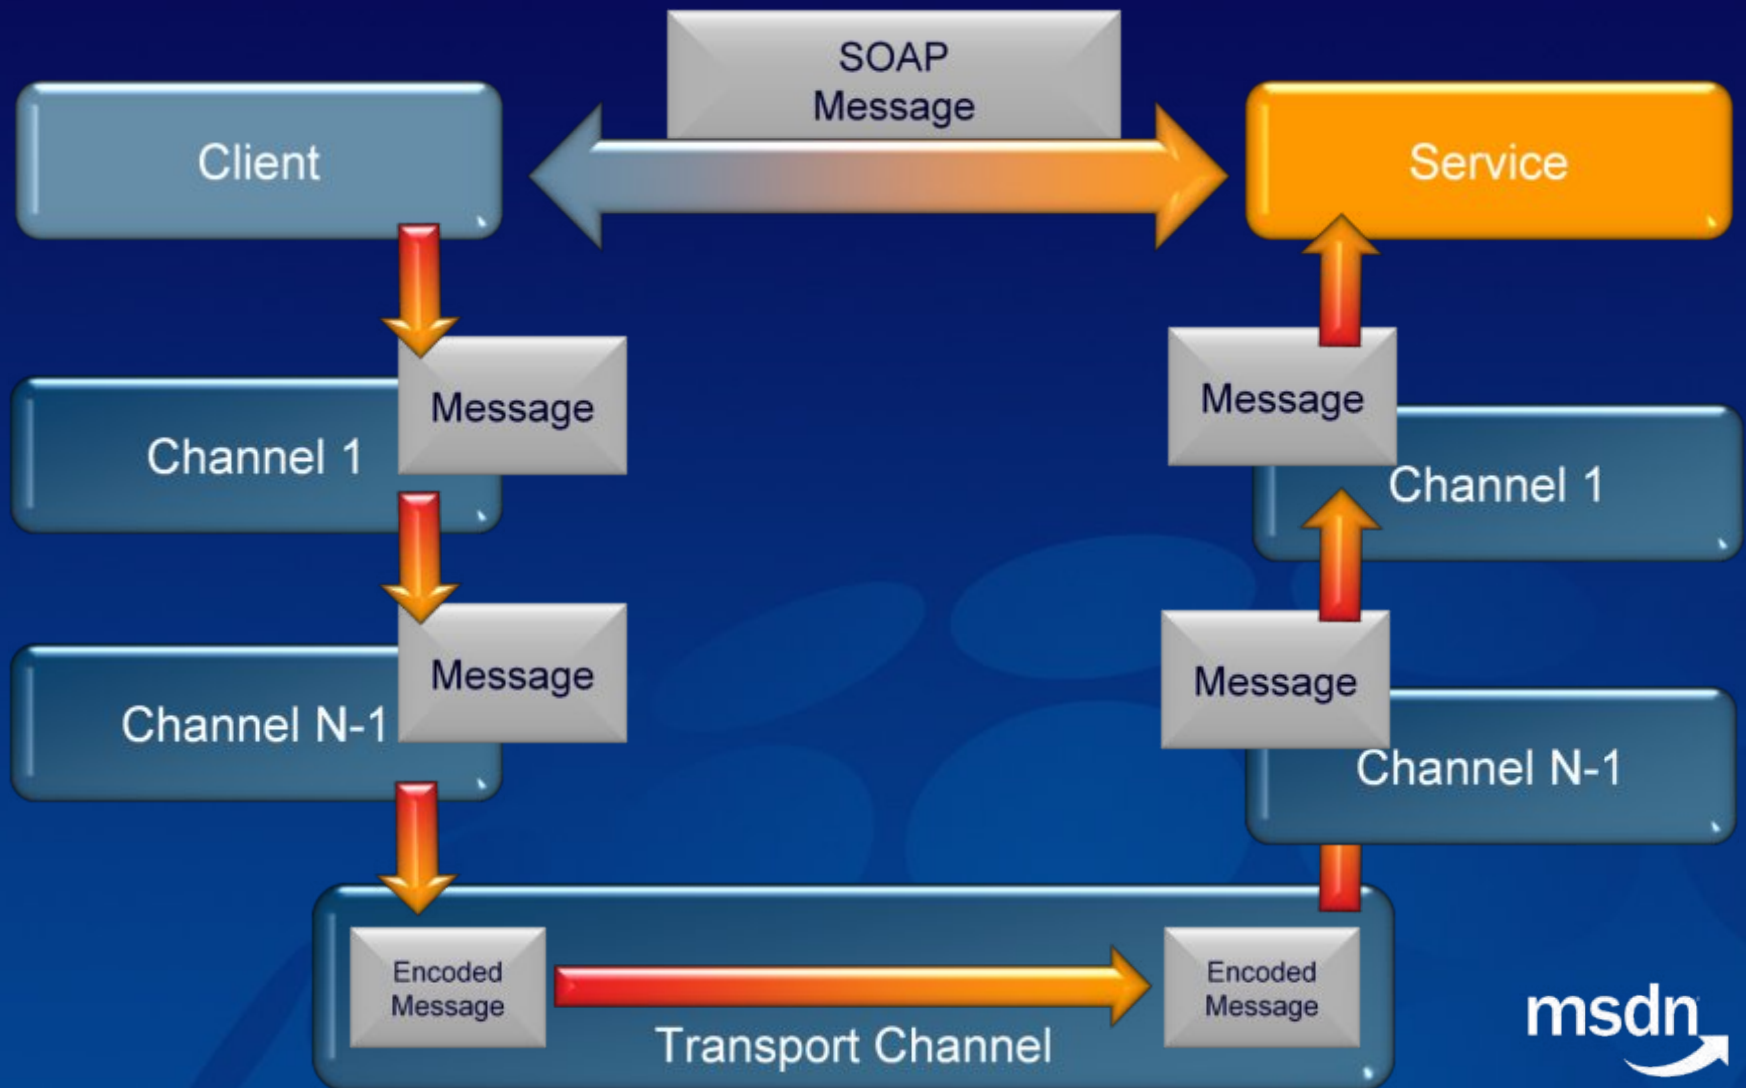 SOAP
Message
Client
Service
Message
Channel 1
Message
Channel 1
Message
Channel N-1
Message
Channel N-1
Encoded
Message
Encoded
Message
Transport Channel
msdn